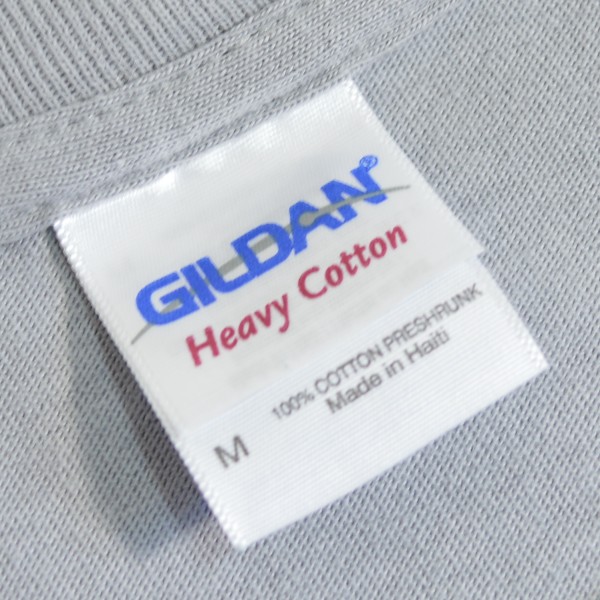 GILDAN®
Heavy Cotton
100% COTTON PRESHRUNK
Made in Haiti
M